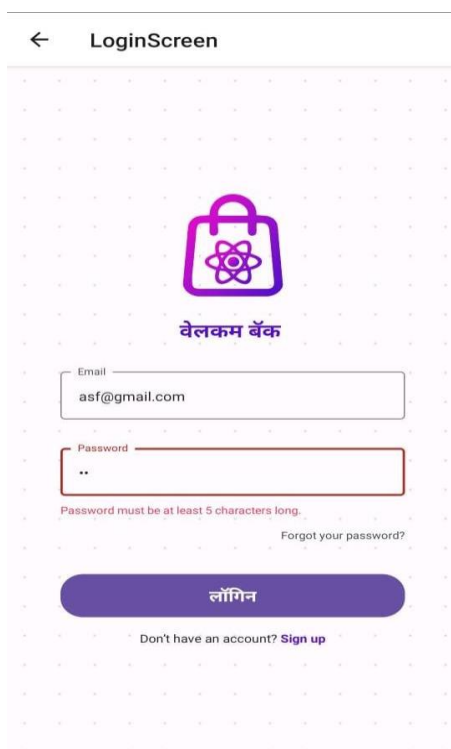 LoginScreen
वेलकम बॅक
Email
asf@gmail.com
Password
••
Password must be at least 5 characters long.
Forgot your password?
लॉगिन
Don't have an account? Sign up